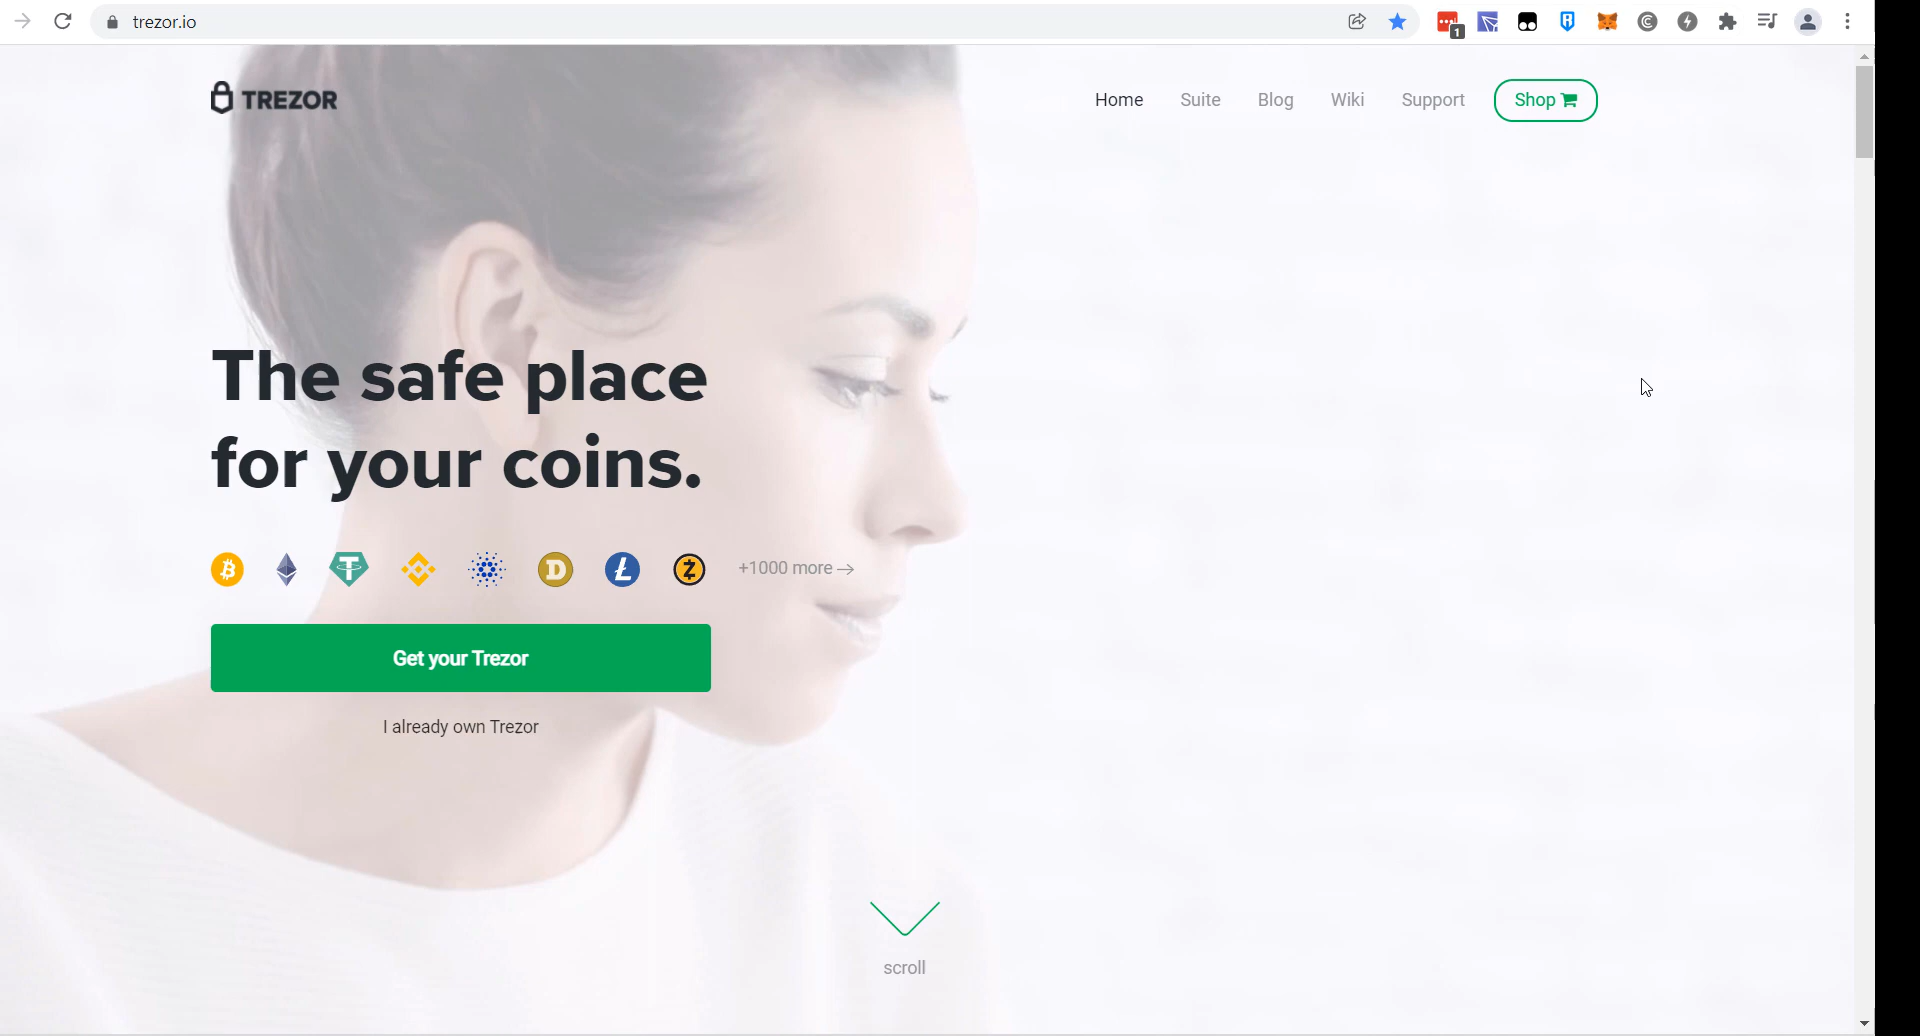 trezor.io
1
TREZOR
Home
Suite
Blog
Wiki
Support
Shop
The safe place
for your coins.
+1000 more →
Get your Trezor
I already own Trezor
scroll